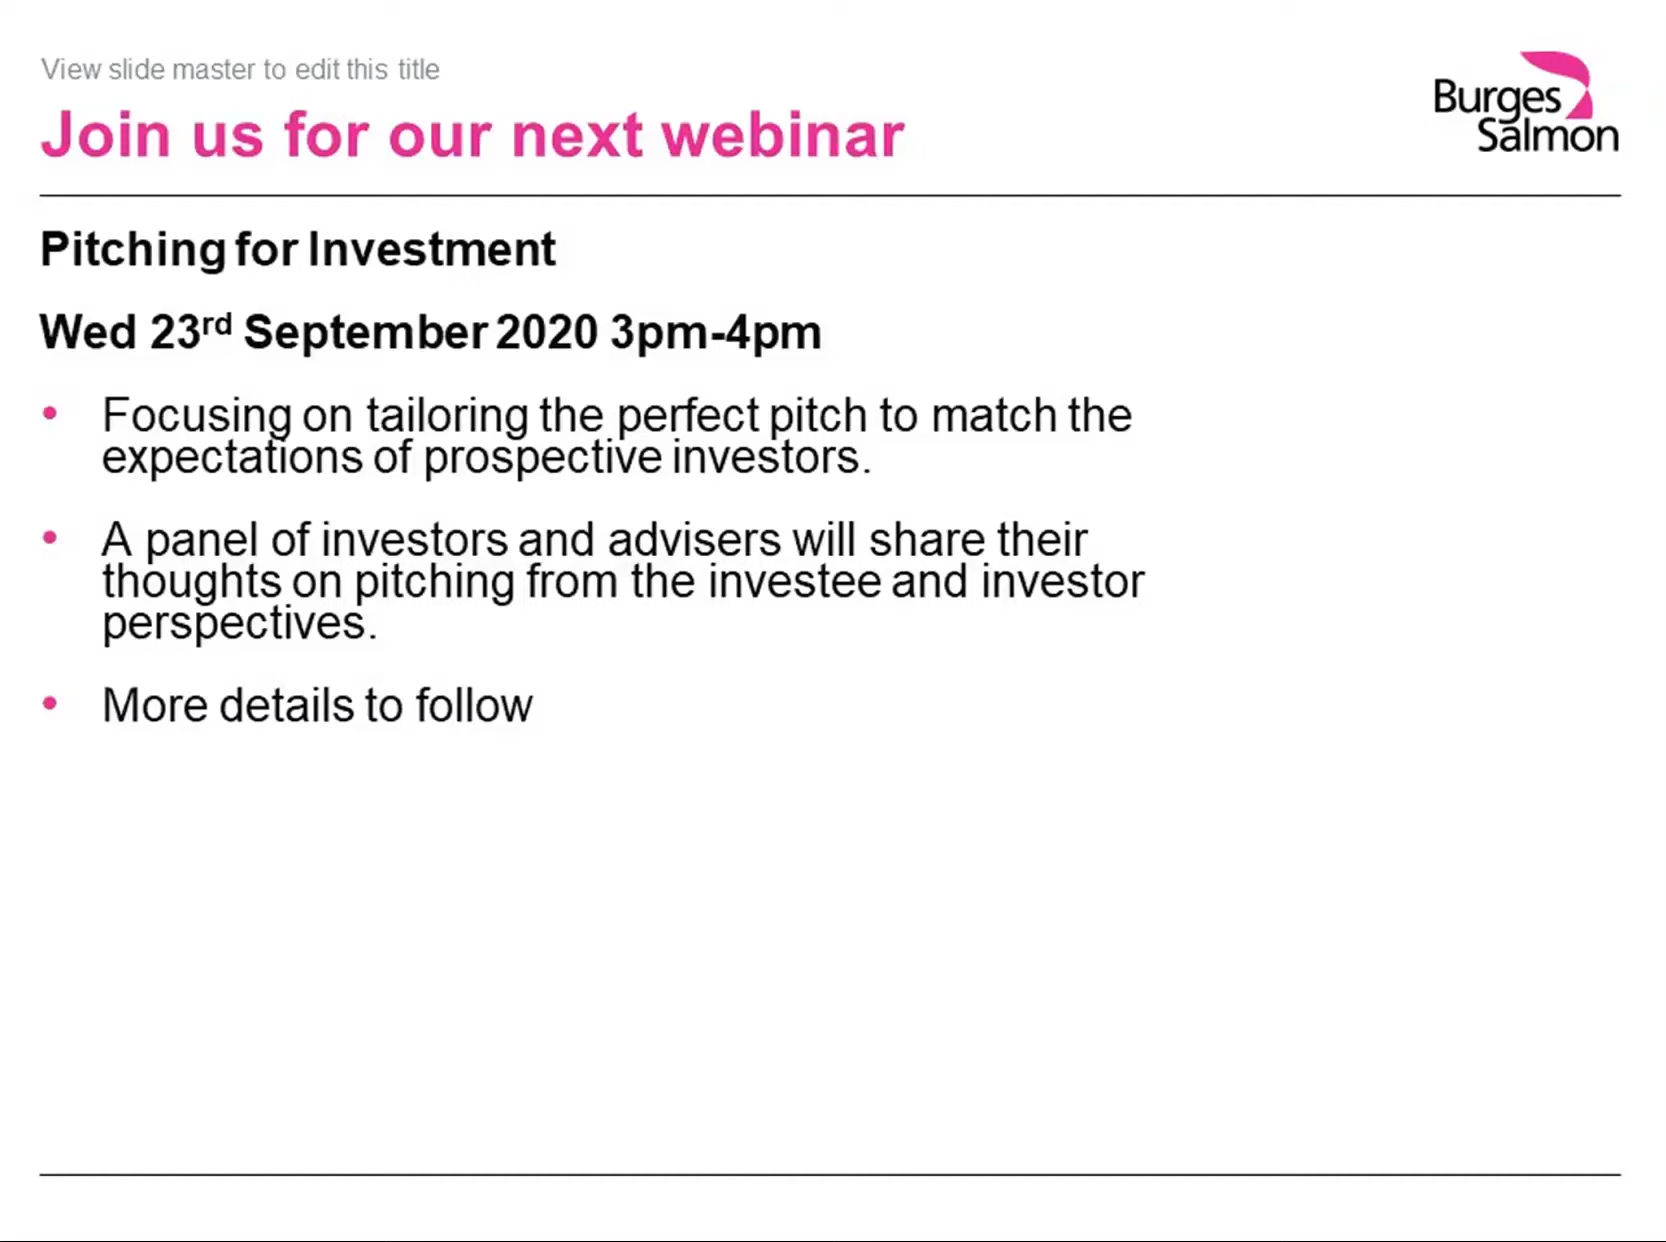 View slide master to edit this title
Join us for our next webinar
Burges
Salmon
Pitching for Investment
Wed 23rd September 2020 3pm-4pm
• Focusing on tailoring the perfect pitch to match the
expectations of prospective investors.
• A panel of investors and advisers will share their
thoughts on pitching from the investee and investor
perspectives.
• More details to follow